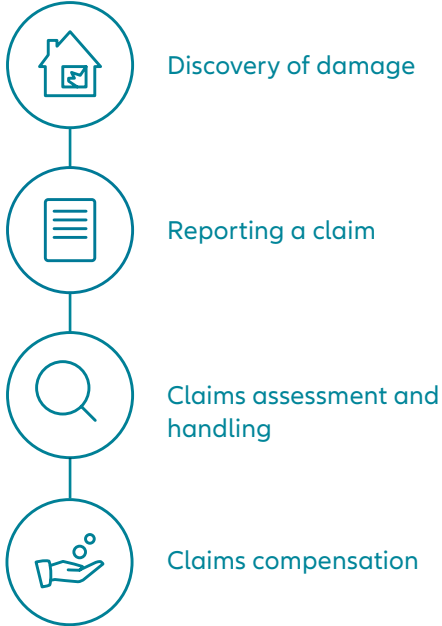 Discovery of damage
Reporting a claim
Claims assessment and
handling
Claims compensation